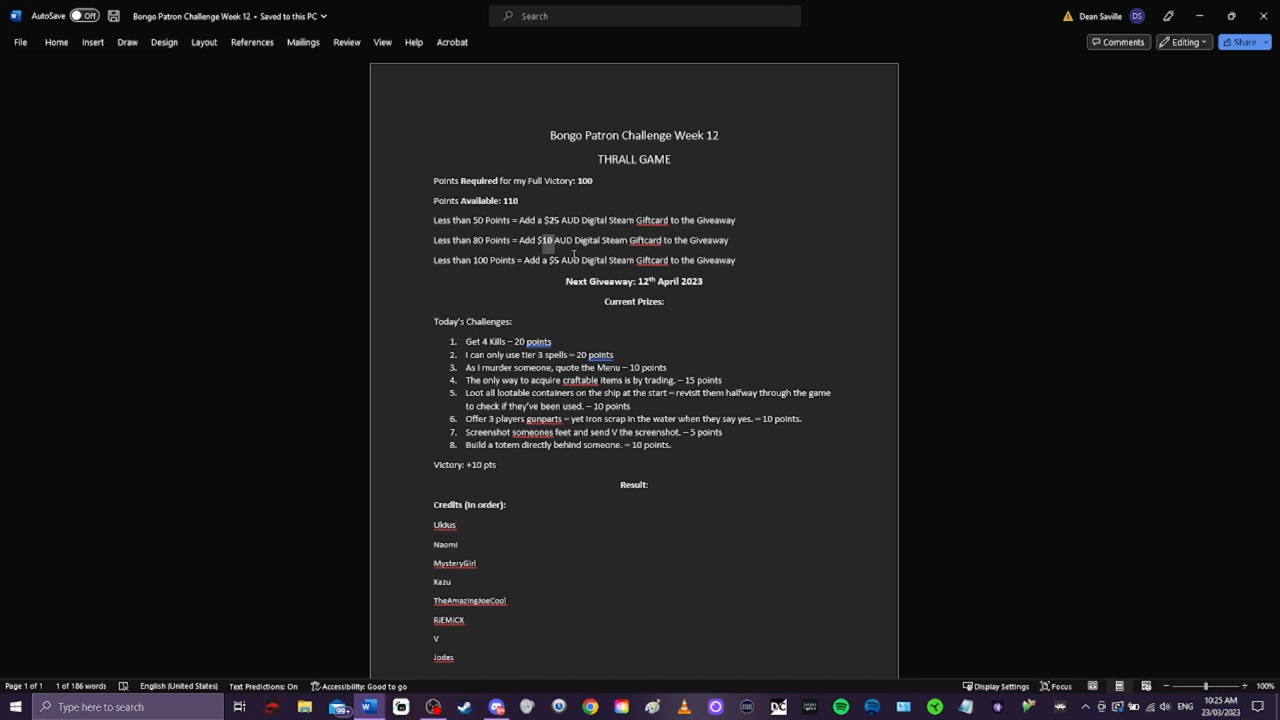 AutoSave Off Bongo Patron Challenge Week 12 • Saved to this PC Search Dean Saville DS
File Home Insert Draw Design Layout References Mailings Review View Help Acrobat Comments Editing Share
Bongo Patron Challenge Week 12
THRALL GAME
Points Required for my Full Victory: 100
Points Available: 110
Less than 50 Points = Add a $25 AUD Digital Steam Giftcard to the Giveaway
Less than 80 Points = Add $10 AUD Digital Steam Giftcard to the Giveaway
Less than 100 Points = Add a $5 AUD Digital Steam Giftcard to the Giveaway
Next Giveaway: 12th April 2023
Current Prizes:
Today's Challenges:
1. Get 4 Kills – 20 points
2. I can only use tier 3 spells – 20 points
3. As I murder someone, quote the Menu – 10 points
4. The only way to acquire craftable items is by trading. – 15 points
5. Loot all lootable containers on the ship at the start – revisit them halfway through the game
to check if they've been used. – 10 points
6. Offer 3 players gunparts – yet iron scrap in the water when they say yes. – 10 points.
7. Screenshot someones feet and send V the screenshot. – 5 points
8. Build a totem directly behind someone. – 10 points.
Victory: +10 pts
Result:
Credits (In order):
Naomi
MysteryGirl
Kazu
TheAmazingJoeCool
RiEMiCX
V
Jodas
Page 1 of 1 1 of 186 words English (United States) Text Predictions: On Accessibility: Good to go Display Settings Focus 100%
Type here to search 99+ 10:25 AM
23/03/2023